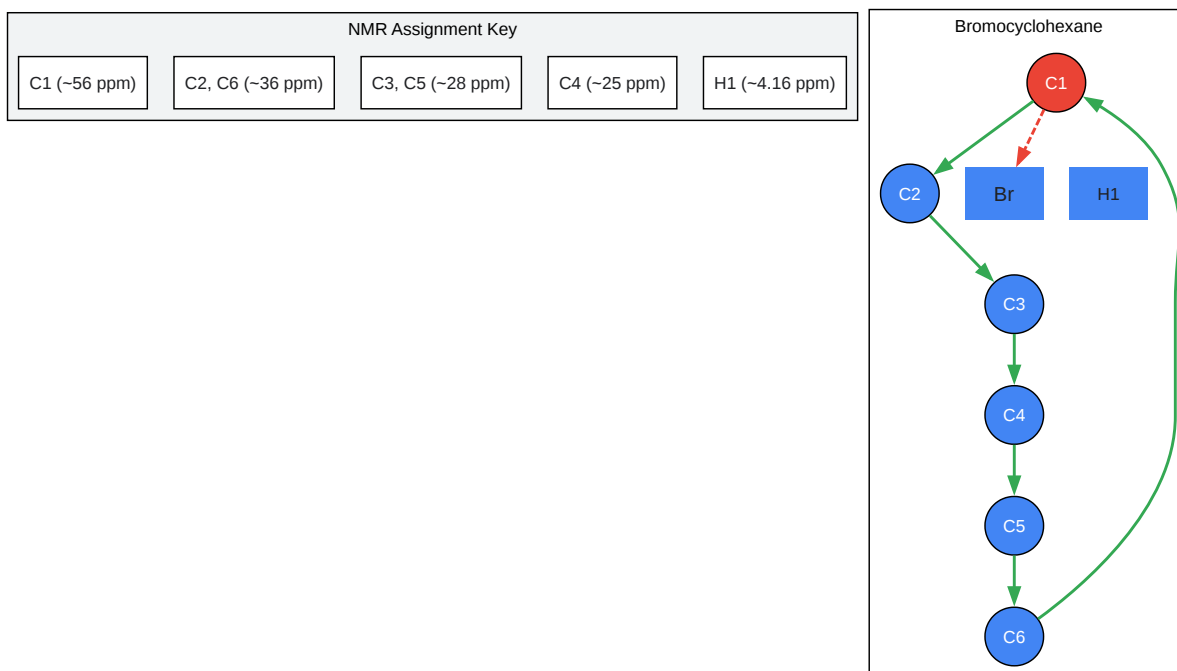 NMR Assignment Key
C1 (~56 ppm)
C2, C6 (~36 ppm)
C3, C5 (~28 ppm)
C4 (~25 ppm)
H1 (~4.16 ppm)
Bromocyclohexane
C1
C2
Br
H1
C3
C4
C5
C6